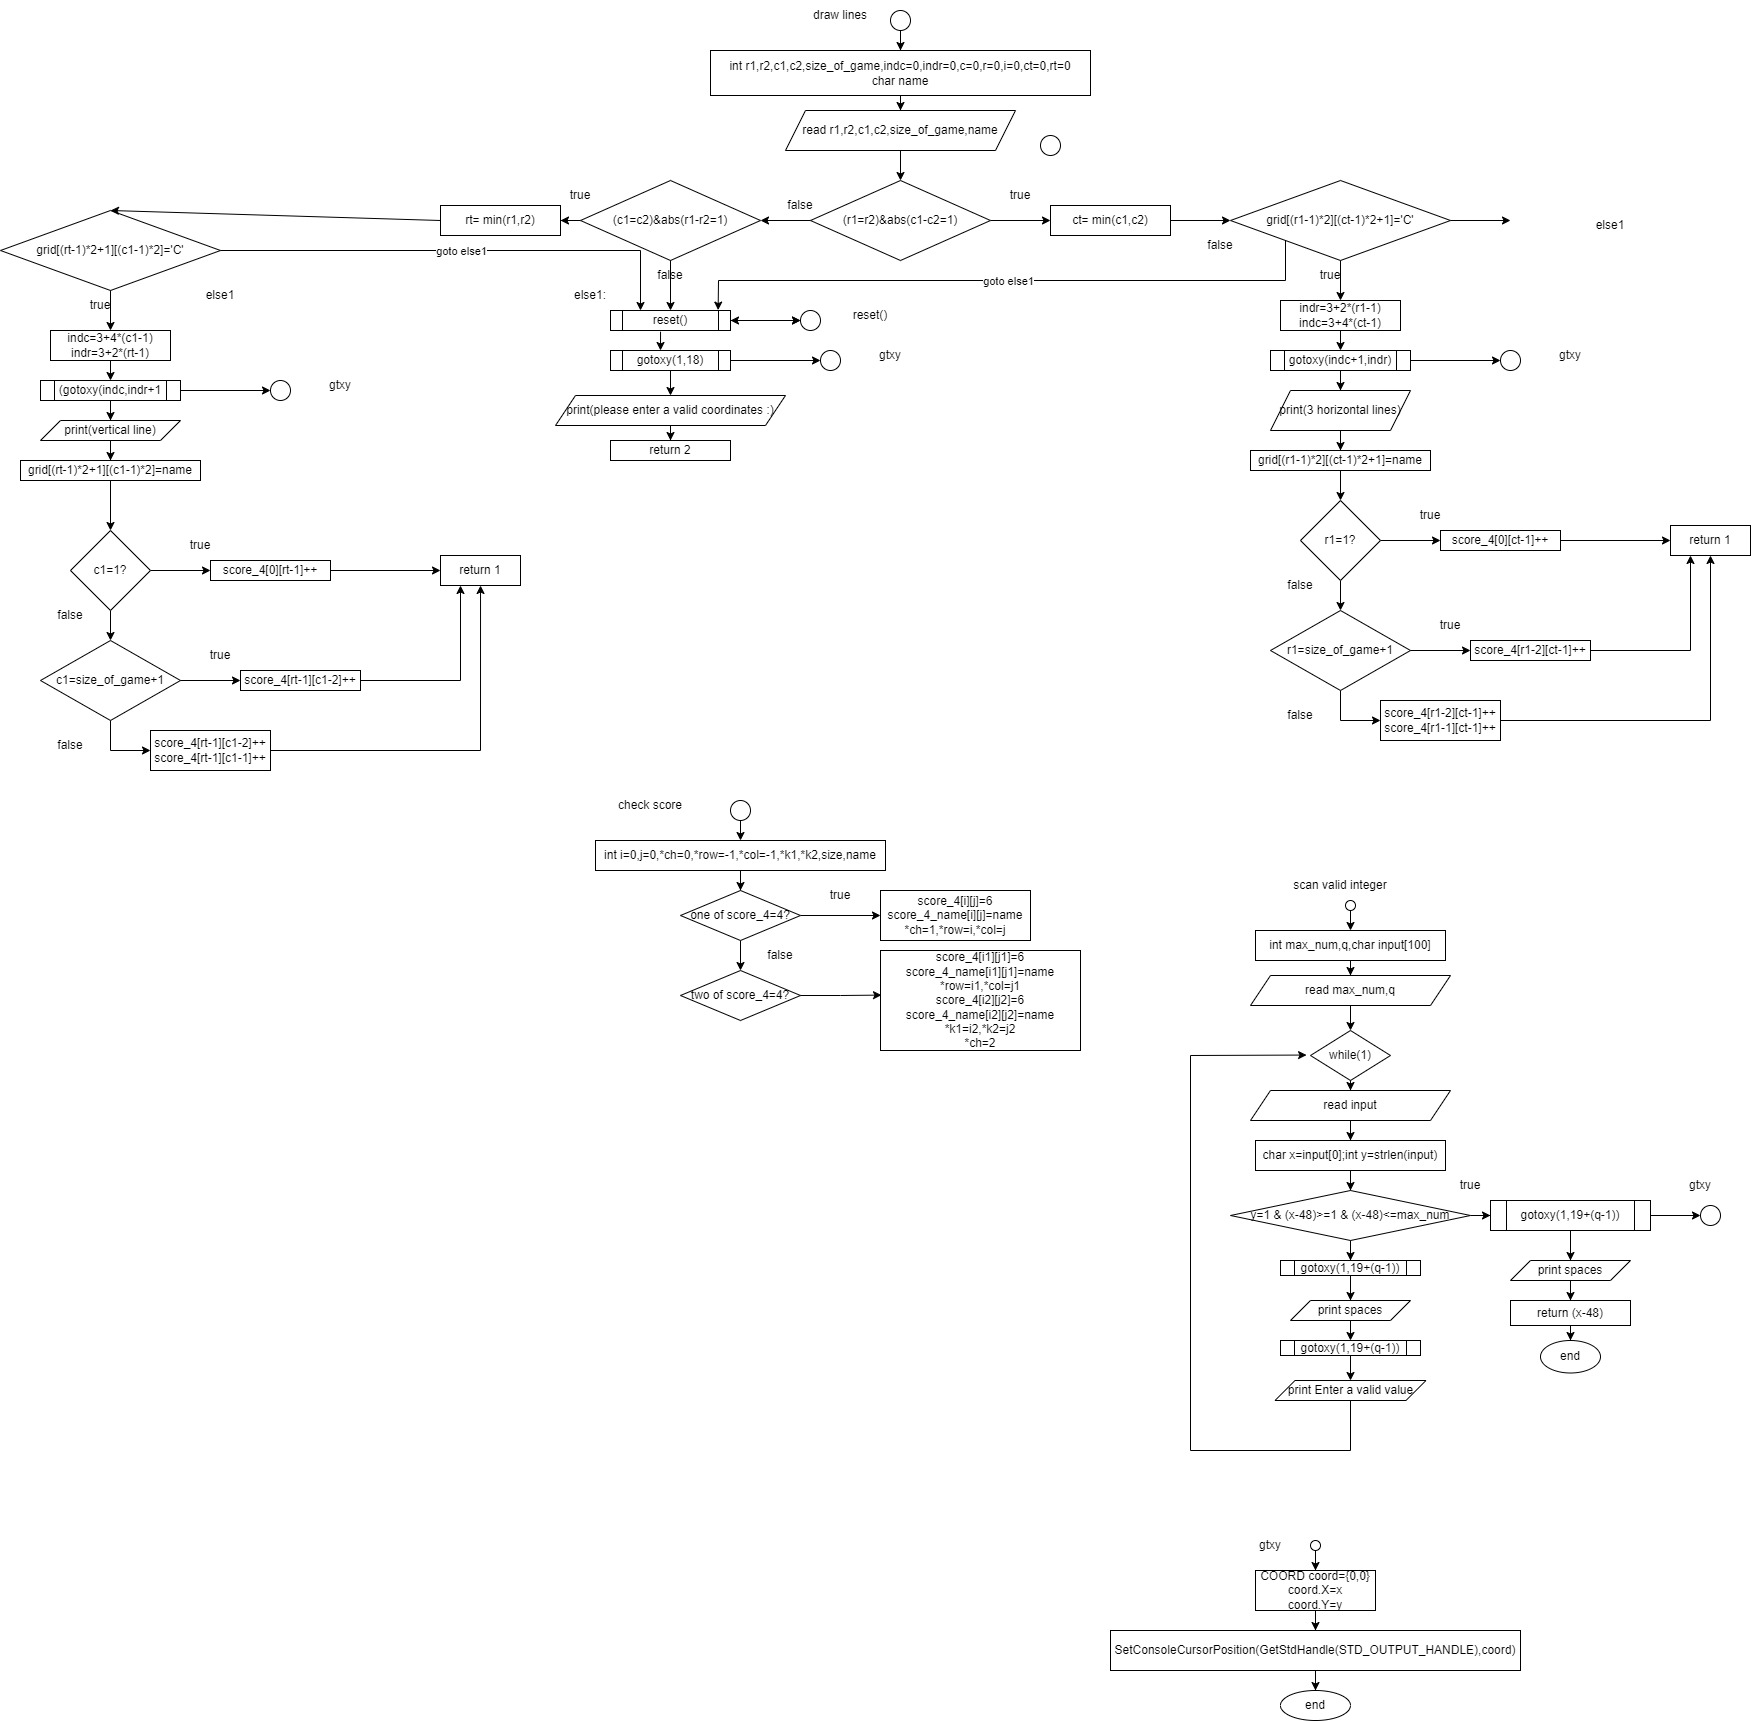 draw lines
int r1,r2,c1,c2,size_of_game,indc=0,indr=0,c=0,r=0,i=0,ct=0,rt=0
char name
read r1,r2,c1,c2,size_of_game,name
true
false
true
rt= min(r1,r2)
(c1=c2)&abs(r1-r2=1)
(r1=r2)&abs(c1-c2=1)
ct= min(c1,c2)
grid[(r1-1)*2][(ct-1)*2+1]='C'
else1
grid[(rt-1)*2+1][(c1-1)*2]='C'
goto else1
false
false
goto else1
true
true
else1
else1:
indc=3+4*(c1-1)
indr=3+2*(rt-1)
reset()
reset()
indr=3+2*(r1-1)
indc=3+4*(ct-1)
gotoxy(1,18)
gtxy
gotoxy(indc+1,indr)
gtxy
(gotoxy(indc,indr+1
gtxy
print(please enter a valid coordinates :)
print(3 horizontal lines)
print(vertical line)
return 2
grid[(rt-1)*2+1][(c1-1)*2]=name
grid[(r1-1)*2][(ct-1)*2+1]=name
true
true
c1=1?
score_4[0][rt-1]++
return 1
r1=1?
score_4[0][ct-1]++
return 1
false
false
true
true
c1=size_of_game+1
score_4[rt-1][c1-2]++
r1=size_of_game+1
score_4[r1-2][ct-1]++
false
score_4[rt-1][c1-2]++
score_4[rt-1][c1-1]++
false
score_4[r1-2][ct-1]++
score_4[r1-1][ct-1]++
check score
int i=0,j=0,*ch=0,*row=-1,*col=-1,*k1,*k2,size,name
true
one of score_4=4?
score_4[i][j]=6
score_4_name[i][j]=name
*ch=1,*row=i,*col=j
false
two of score_4=4?
score_4[i1][j1]=6
score_4_name[i1][j1]=name
*row=i1,*col=j1
score_4[i2][j2]=6
score_4_name[i2][j2]=name
*k1=i2,*k2=j2
*ch=2
scan valid integer
int max_num,q,char input[100]
read max_num,q
while(1)
read input
char x=input[0];int y=strlen(input)
true
gtxy
y=1 & (x-48)>=1 & (x-48)<=max_num
gotoxy(1,19+(q-1))
gotoxy(1,19+(q-1))
print spaces
print spaces
return (x-48)
gotoxy(1,19+(q-1))
end
print Enter a valid value
gtxy
COORD coord={0,0}
coord.X=x
coord.Y=y
SetConsoleCursorPosition(GetStdHandle(STD_OUTPUT_HANDLE),coord)
end